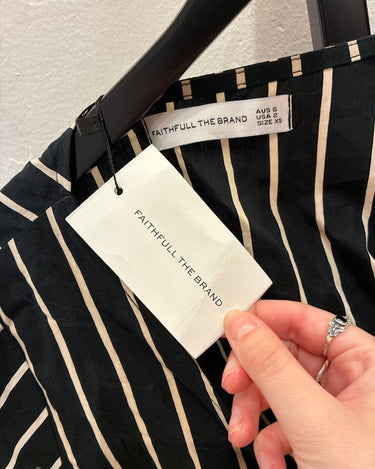 FAITHFULL THE BRAND
AUS 6
USA 2
SIZE XS
FAITHFULL THE BRAND